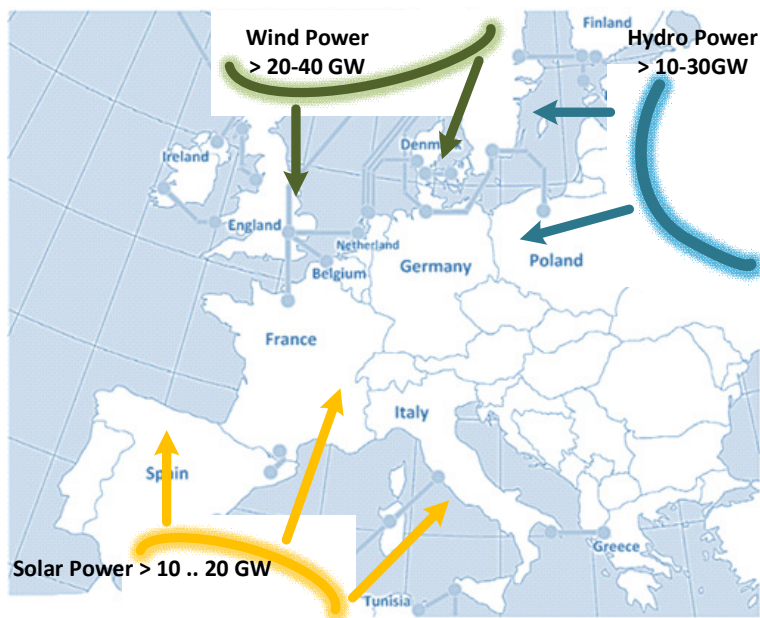 Wind Power
> 20-40 GW
Finland
Hydro Power
> 10-30GW
Denmark
Ireland
England
Netherland
Belgium
Germany
Poland
France
Italy
Spain
Greece
Solar Power > 10 .. 20 GW
Tunisia